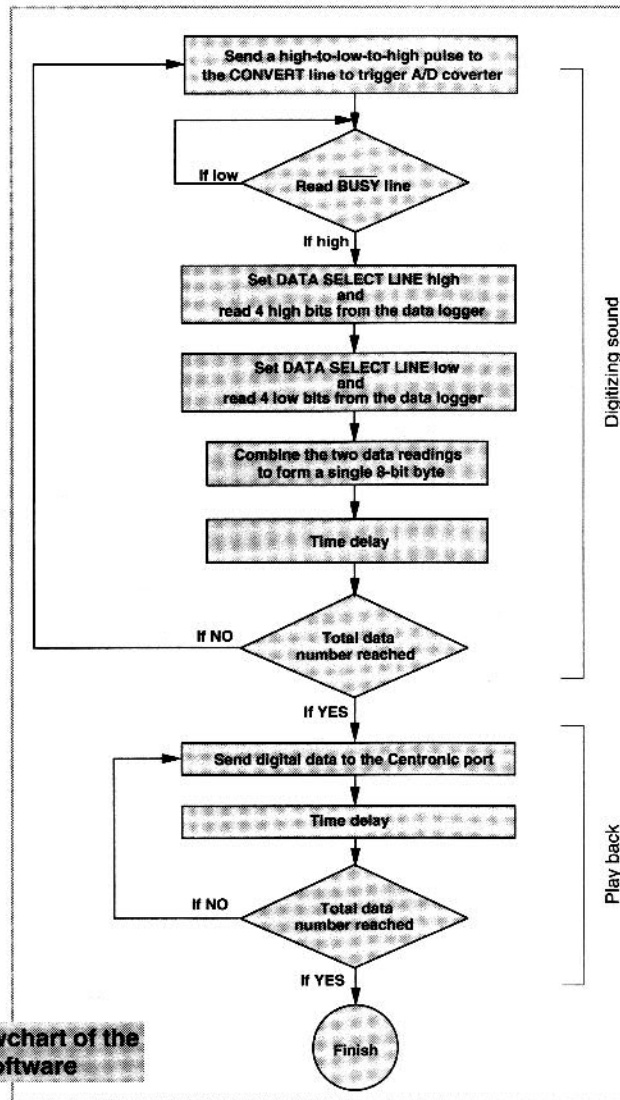 Send a high-to-low-to-high pulse to
the CONVERT line to trigger A/D coverter
If low
Read BUSY line
If high
Set DATA SELECT LINE high
and
read 4 high bits from the data logger
Set DATA SELECT LINE low
and
read 4 low bits from the data logger
Combine the two data readings
to form a single 8-bit byte
Time delay
If NO
Total data
number reached
If YES
Digitizing sound
Send digital data to the Centronic port
Time delay
If NO
Total data
number reached
If YES
Play back
Finish
wchart of the
oftware